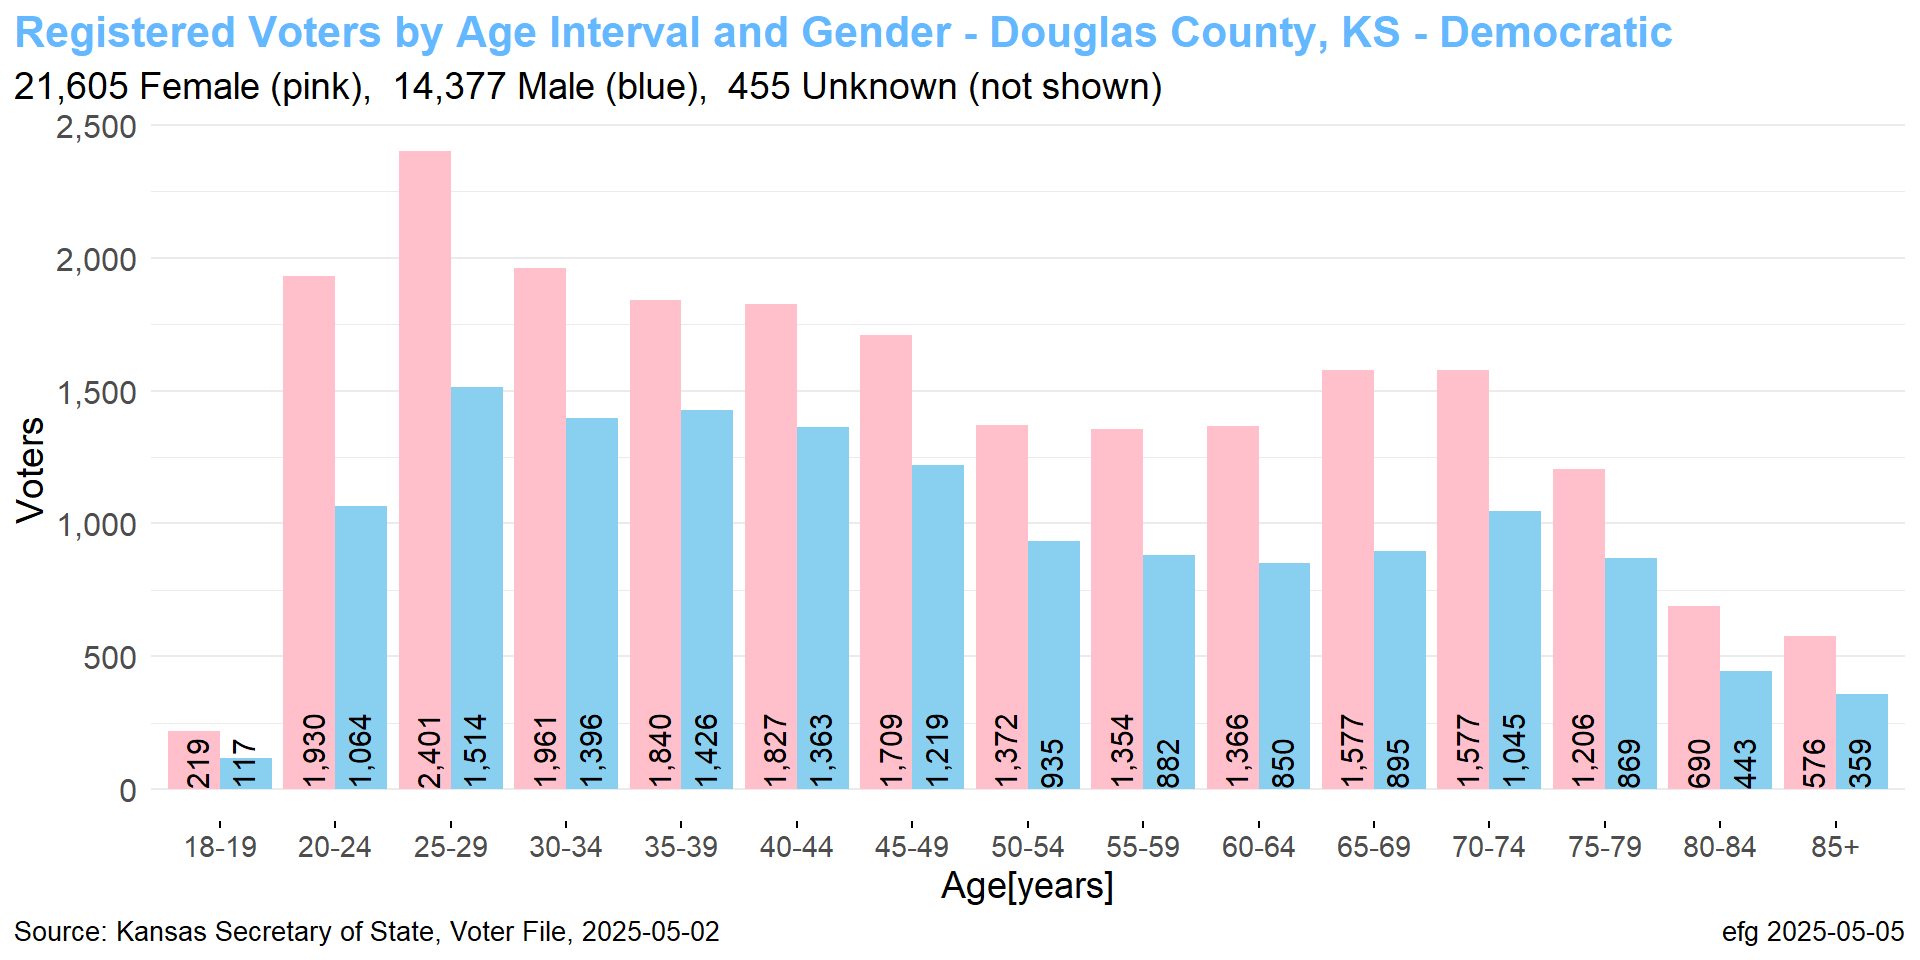 Registered Voters by Age Interval and Gender - Douglas County, KS - Democratic
21,605 Female (pink),  14,377 Male (blue),  455 Unknown (not shown)
2,500
2,000
1,500
1,000
500
0
Voters
219 117 1,930 1,064 2,401 1,514 1,961 1,396 1,840 1,426 1,827 1,363 1,709 1,219 1,372 935 1,354 882 1,366 850 1,577 895 1,577 1,045 1,206 869 690 443 576 359
18-19 20-24 25-29 30-34 35-39 40-44 45-49 50-54 55-59 60-64 65-69 70-74 75-79 80-84 85+
Age[years]
Source: Kansas Secretary of State, Voter File, 2025-05-02
efg 2025-05-05